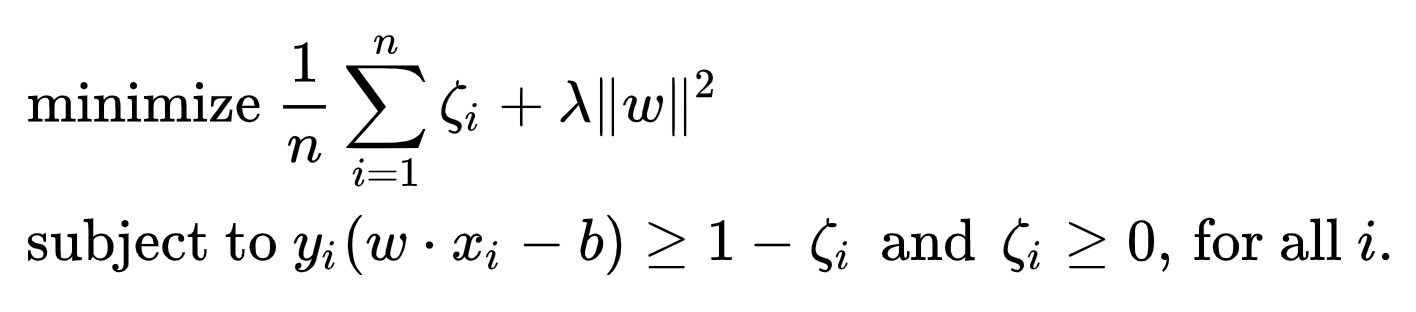 minimize $\frac{1}{n} \sum_{i=1}^{n} \zeta_i + \lambda \|w\|^2$
subject to $y_i(w \cdot x_i - b) \geq 1 - \zeta_i$ and $\zeta_i \geq 0$, for all $i$.